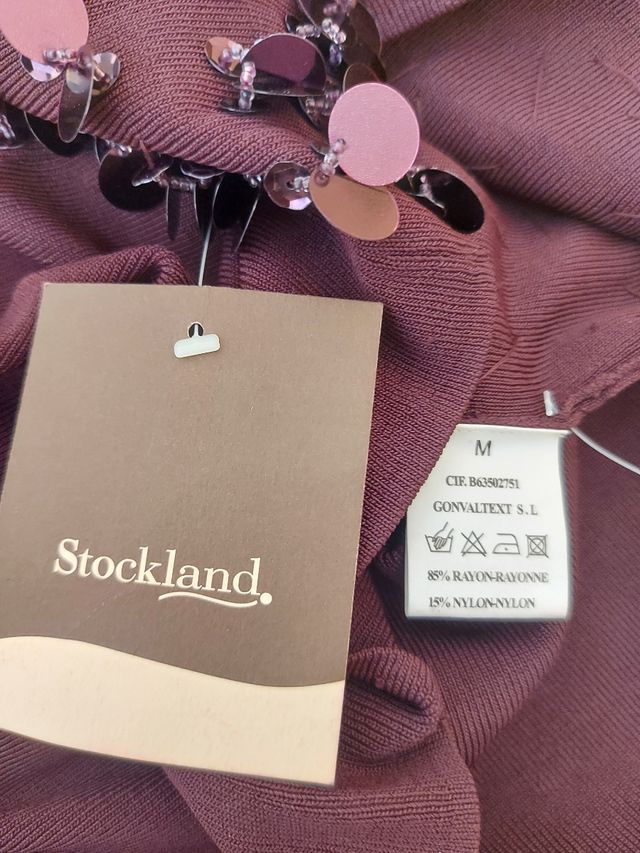 Stockland.
M
CIF. B63502751
GONVALTEXT S.L
85% RAYON-RAYONNE
15% NYLON-NYLON